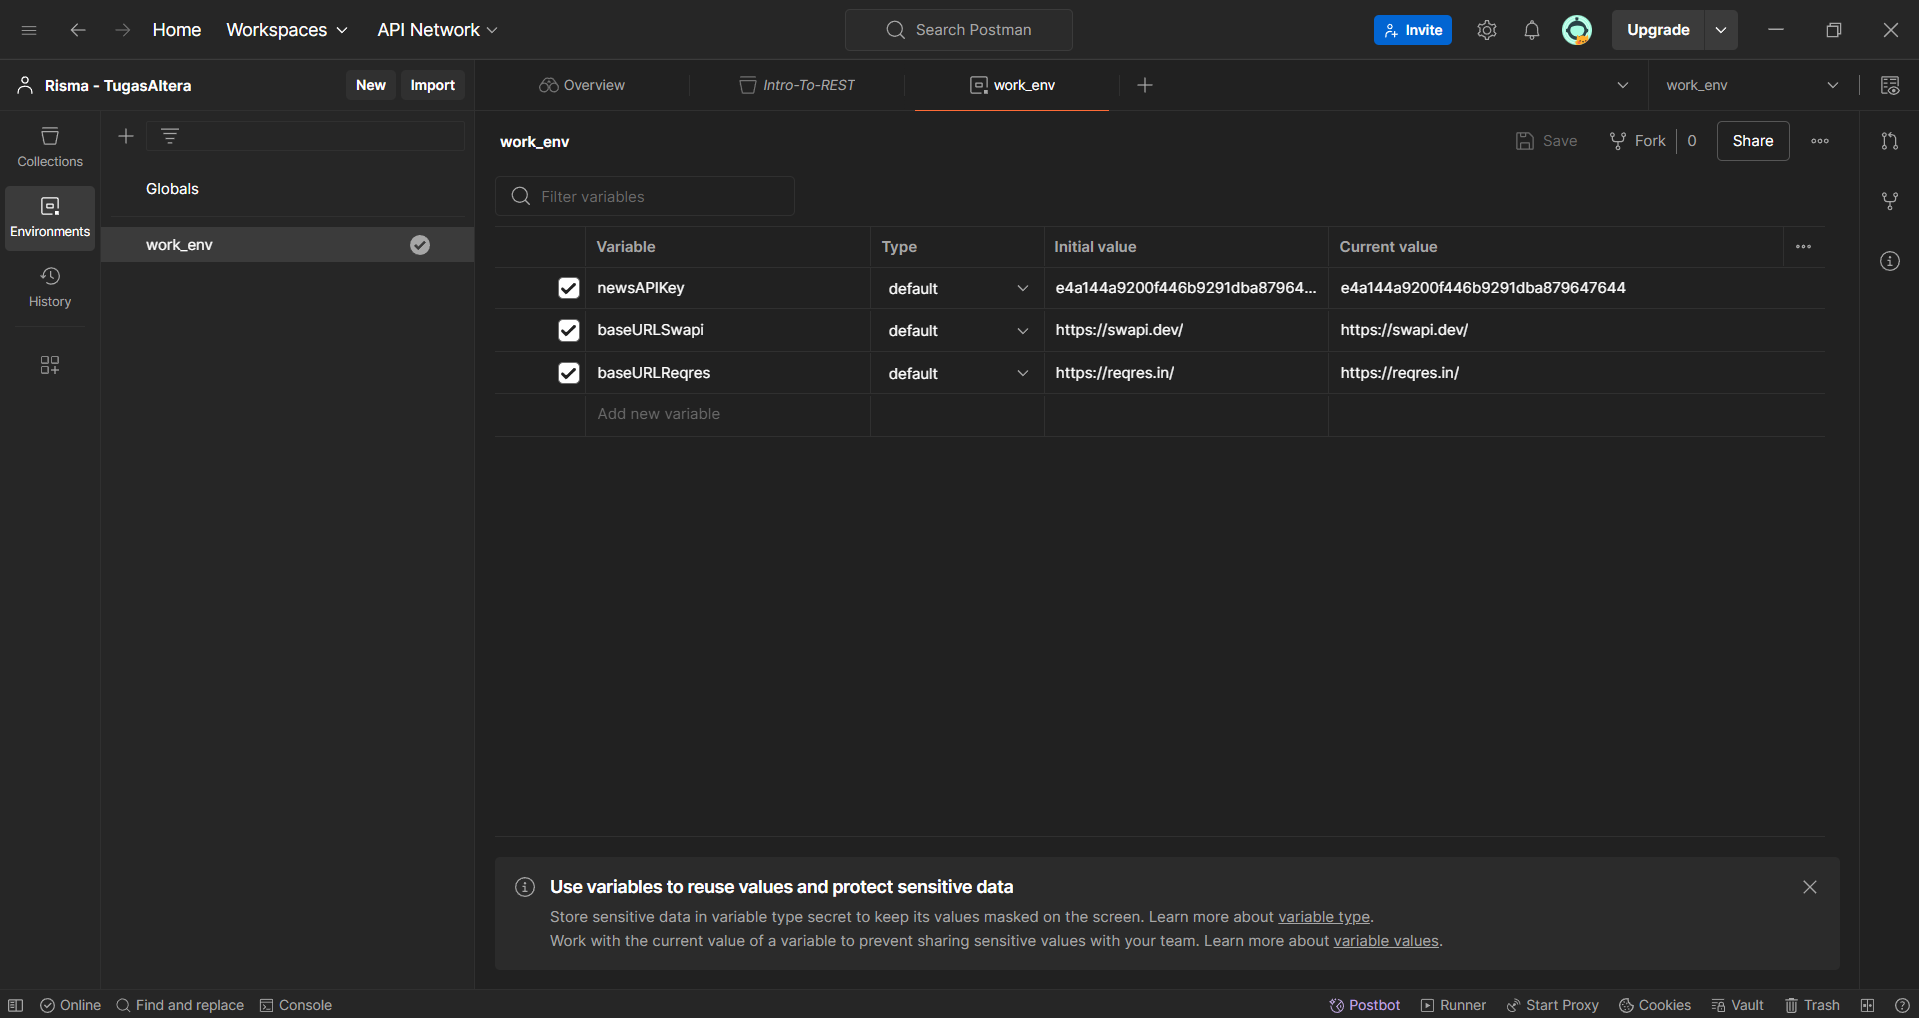 Home Workspaces API Network Search Postman Invite Upgrade
Risma - TugasAltera New Import Overview Intro-To-REST work_env work_env
Collections
Environments
History
Globals
work_env
work_env Save Fork 0 Share
Filter variables
Variable Type Initial value Current value
newsAPIKey default e4a144a9200f446b9291dba87964... e4a144a9200f446b9291dba879647644
baseURLSwapi default https://swapi.dev/ https://swapi.dev/
baseURLReqres default https://reqres.in/ https://reqres.in/
Add new variable
Use variables to reuse values and protect sensitive data
Store sensitive data in variable type secret to keep its values masked on the screen. Learn more about variable type.
Work with the current value of a variable to prevent sharing sensitive values with your team. Learn more about variable values.
Online Find and replace Console Postbot Runner Start Proxy Cookies Vault Trash